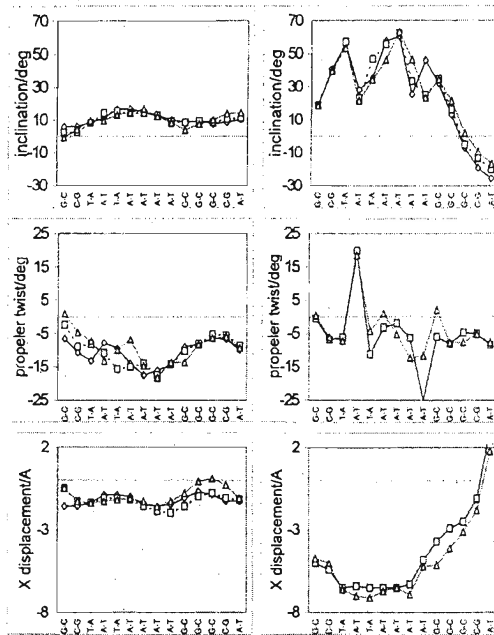 inclination/deg
70
50
30
10
-10
-30
G-C C-G T-A A-T T-A A-T A-T A-T A-T G-C G-C G-C C-G A-T
inclination/deg
70
50
30
10
-10
-30
G-C C-G T-A A-T T-A A-T A-T A-T A-T G-C G-C G-C C-G A-T
propeler twist/deg
25
15
5
-5
-15
-25
G-C C-G T-A A-T T-A A-T A-T A-T A-T G-C G-C G-C C-G A-T
propeler twist/deg
25
15
5
-5
-15
-25
G-C C-G T-A A-T T-A A-T A-T A-T A-T G-C G-C G-C C-G A-T
X displacement/A
2
-3
-8
G-C C-G T-A A-T T-A A-T A-T A-T A-T G-C G-C G-C C-G A-T
X displacement/A
2
-3
-8
G-C C-G T-A A-T T-A A-T A-T A-T A-T G-C G-C G-C C-G A-T